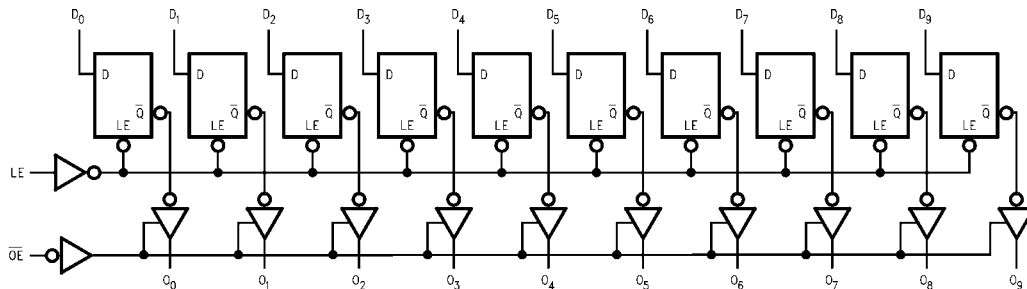 D₀ D₁ D₂ D₃ D₄ D₅ D₆ D₇ D₈ D₉
D D D D D D D D D D
Q̅ Q̅ Q̅ Q̅ Q̅ Q̅ Q̅ Q̅ Q̅ Q̅
LE LE LE LE LE LE LE LE LE LE
LE
O̅E̅
O₀ O₁ O₂ O₃ O₄ O₅ O₆ O₇ O₈ O₉